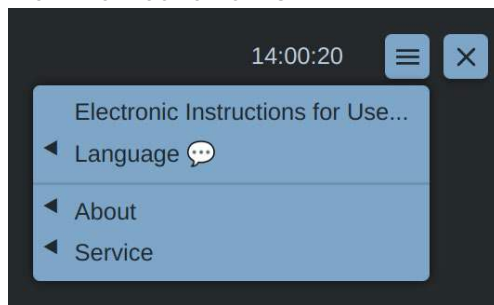 14:00:20
Electronic Instructions for Use...
Language 💬
About
Service